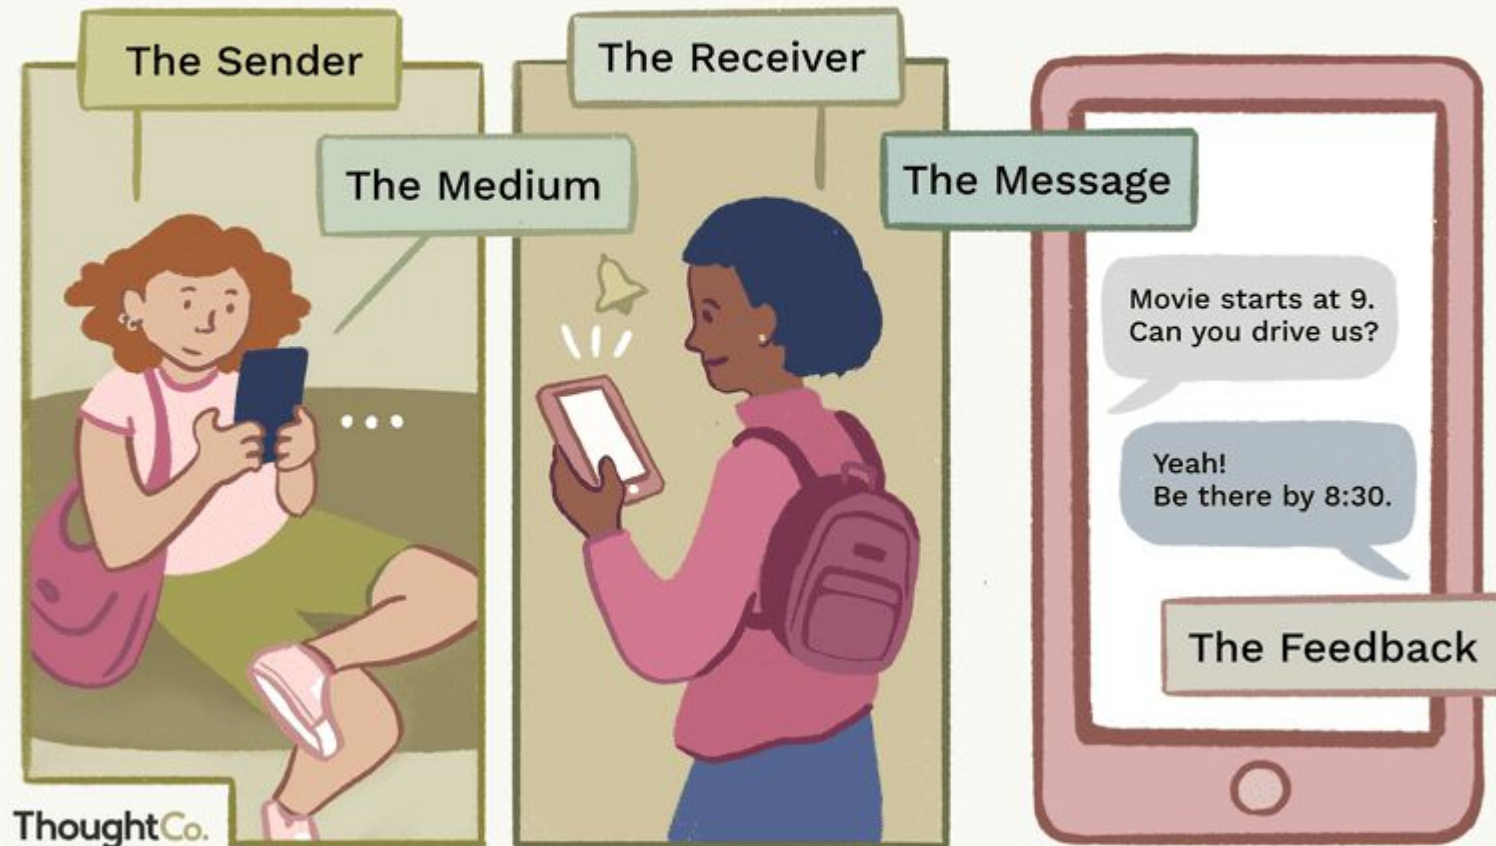 The Sender
The Medium
The Receiver
The Message
Movie starts at 9.
Can you drive us?
Yeah!
Be there by 8:30.
The Feedback
ThoughtCo.